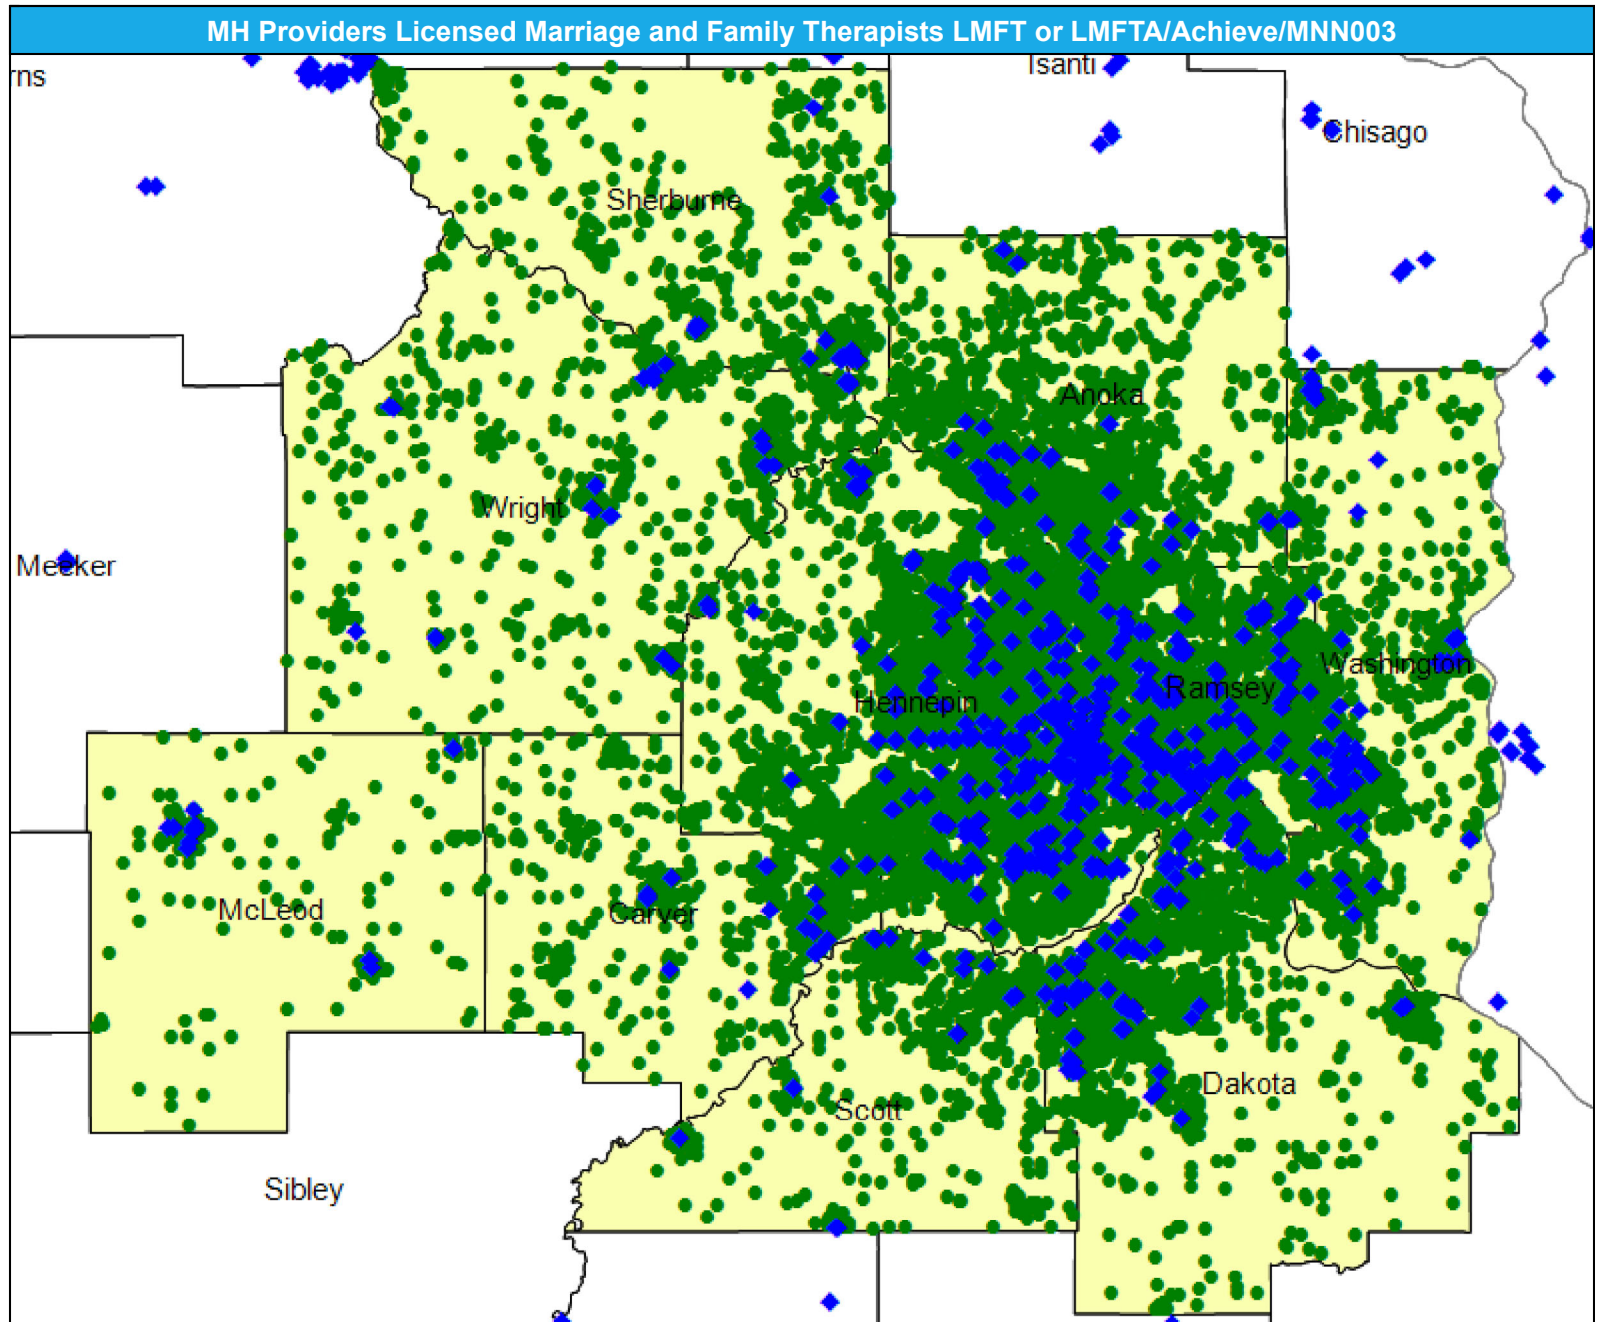 MH Providers Licensed Marriage and Family Therapists LMFT or LMFTA/Achieve/MNN003
rns
Isanti
Chisago
Sherburne
Anoka
Wright
Meeker
Washington
Ramsey
Hennepin
McLeod
Carver
Dakota
Scott
Sibley